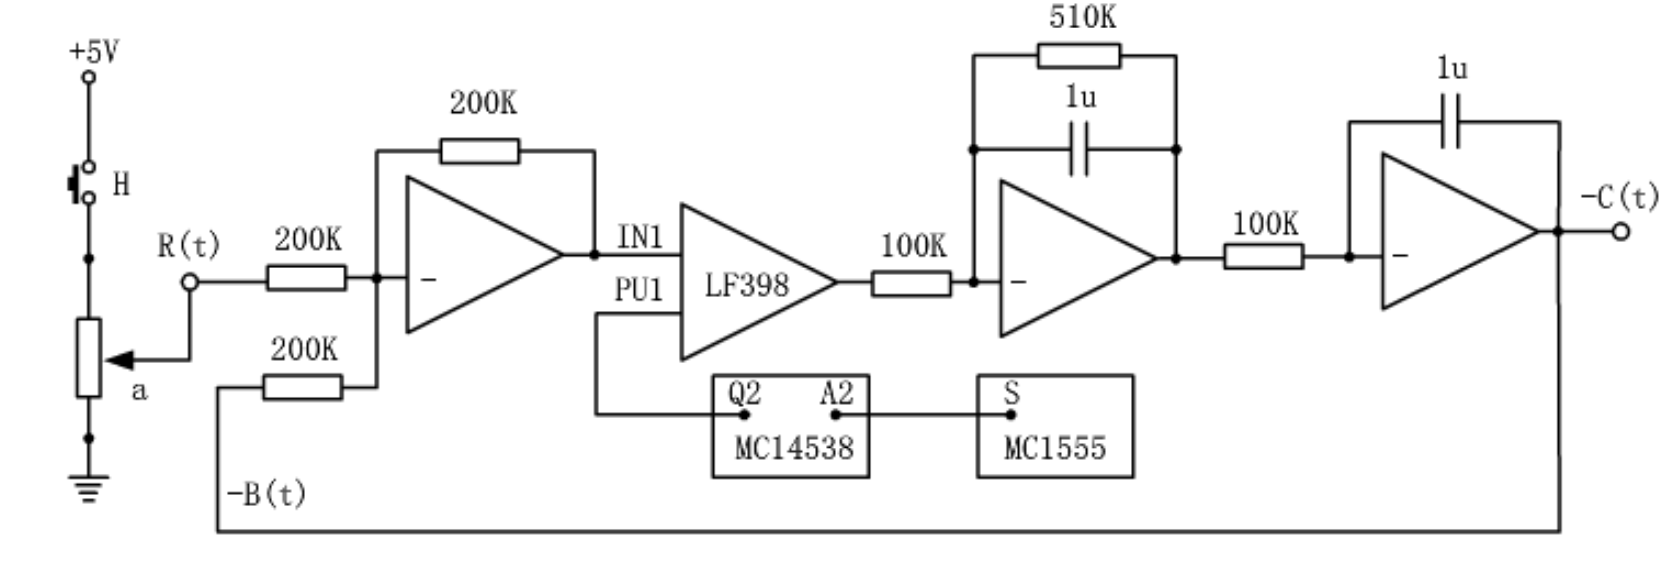 510K
1u
+5V
200K
1u
H
-C(t)
R(t)
200K
IN1
100K
100K
-
PU1
LF398
-
-
200K
a
Q2
A2
S
MC14538
MC1555
-B(t)